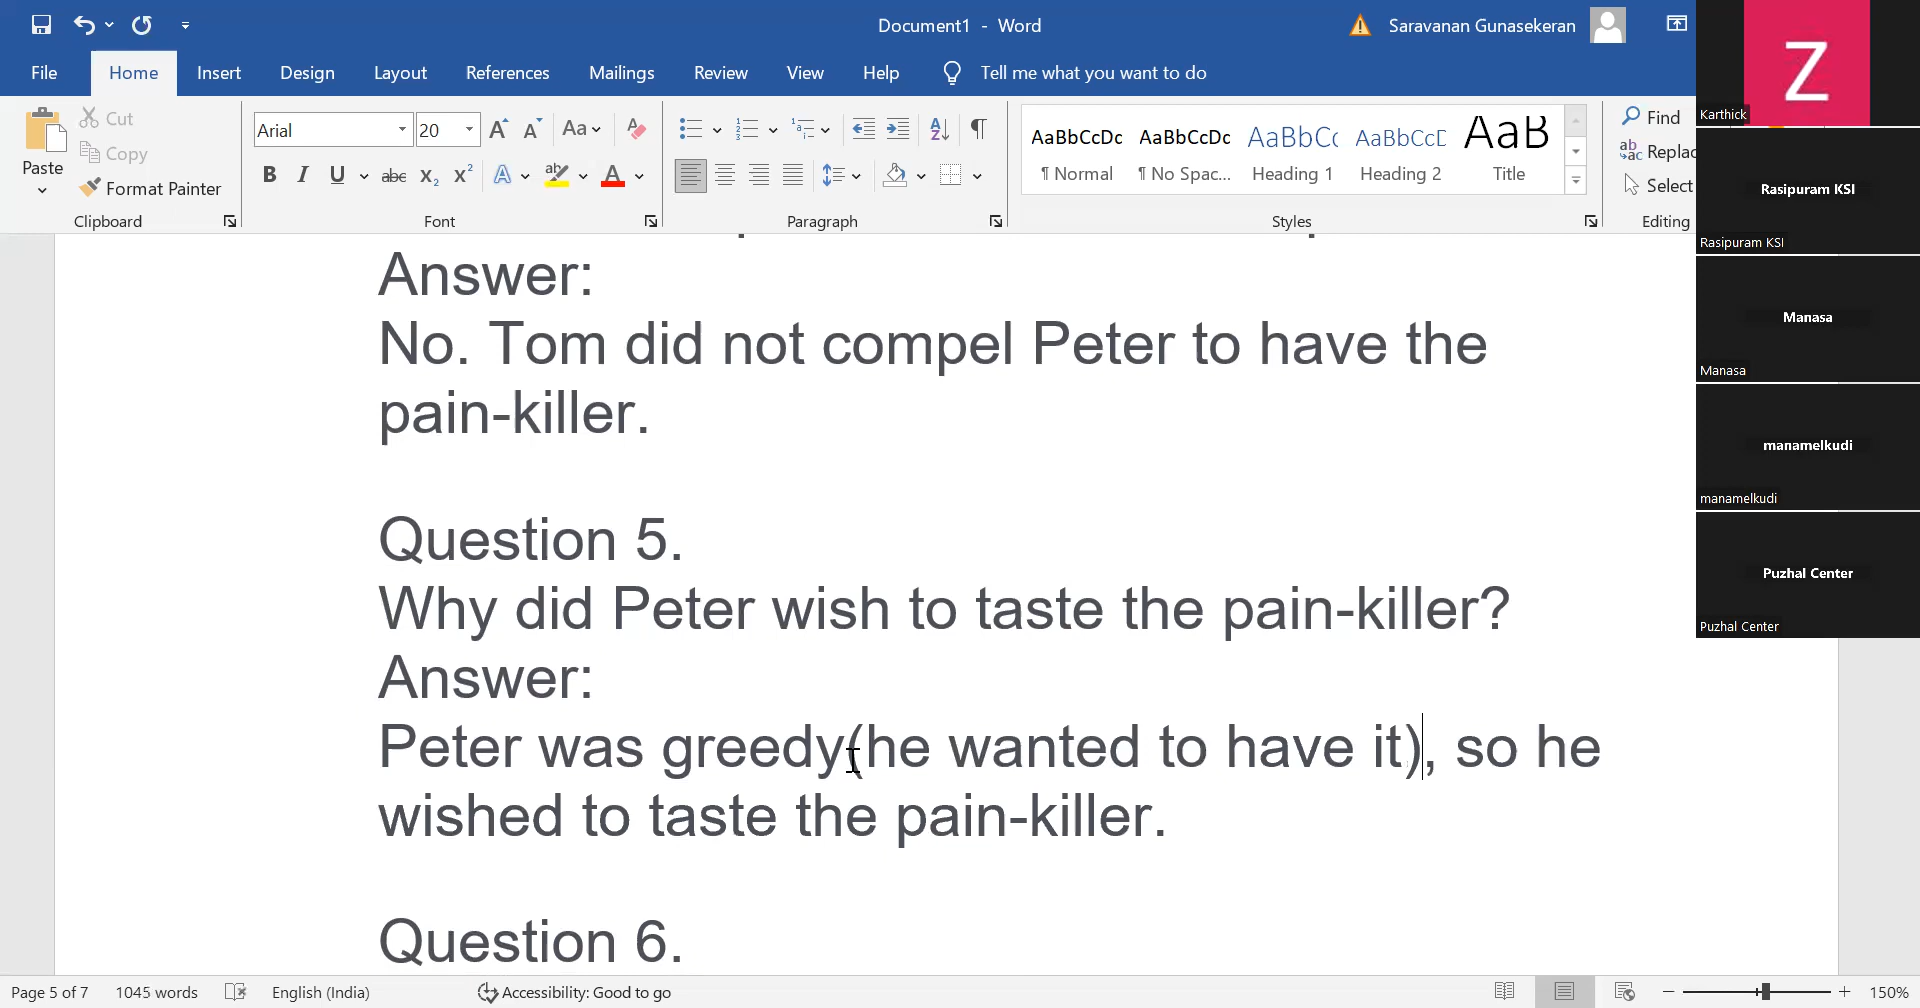 Document1 - Word
Saravanan Gunasekeran
File Home Insert Design Layout References Mailings Review View Help Tell me what you want to do
Paste
Cut
Copy
Format Painter
Clipboard
Arial 20
Font
Paragraph
AaBbCcDc AaBbCcDc AaBbCc AaBbCcD AaB
¶ Normal ¶ No Spac... Heading 1 Heading 2 Title
Styles
Find
Replac
Select
Editing
Answer:
No. Tom did not compel Peter to have the
pain-killer.
Question 5.
Why did Peter wish to taste the pain-killer?
Answer:
Peter was greedy(he wanted to have it), so he
wished to taste the pain-killer.
Question 6.
Z
Karthick
Rasipuram KSI
Rasipuram KSI
Manasa
Manasa
manamelkudi
manamelkudi
Puzhal Center
Puzhal Center
Page 5 of 7 1045 words English (India) Accessibility: Good to go 150%